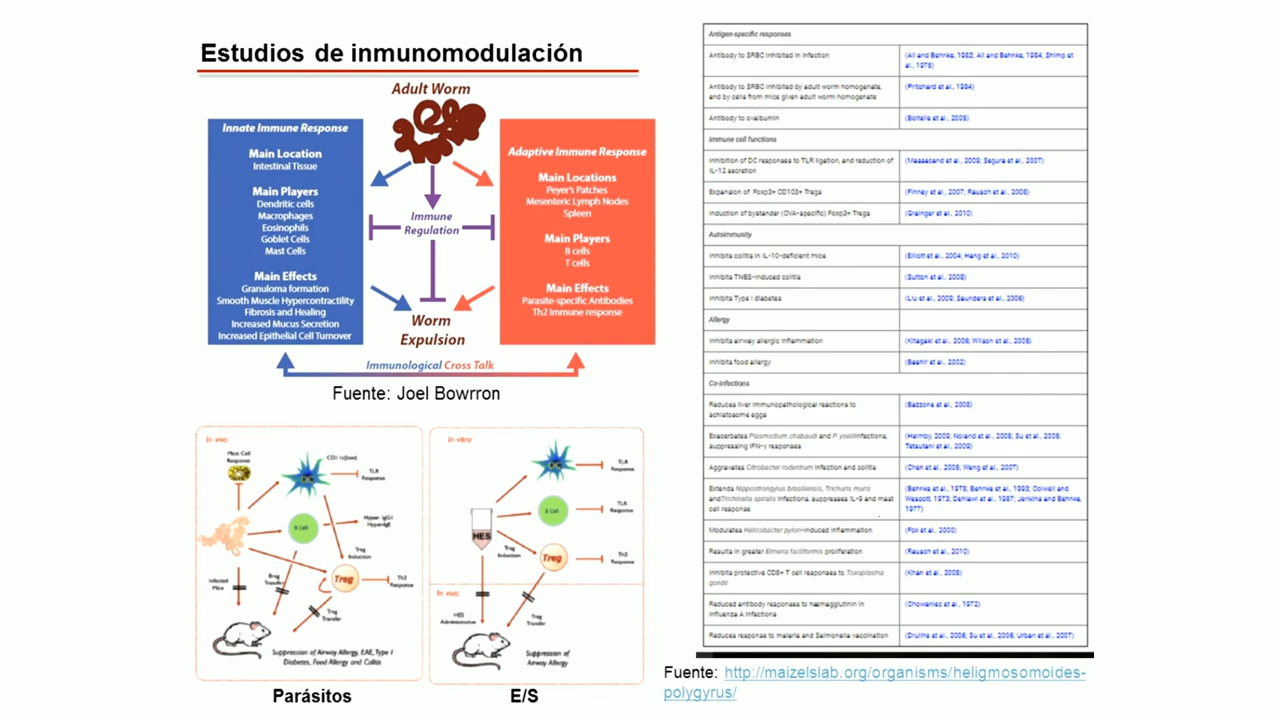 Estudios de inmunomodulación
Adult Worm
Innate Immune Response
Main Location
Intestinal Tissue
Main Players
Dendritic cells
Macrophages
Eosinophils
Goblet Cells
Mast Cells
Main Effects
Granuloma formation
Smooth Muscle Hypercontractility
Fibrosis and Healing
Increased Mucus Secretion
Increased Epithelial Cell Turnover
Immune
Regulation
Adaptive Immune Response
Main Locations
Peyer's Patches
Mesenteric Lymph Nodes
Spleen
Main Players
B cells
T cells
Main Effects
Parasite-specific Antibodies
Th2 immune response
Worm
Expulsion
Immunological Cross Talk
Fuente: Joel Bowrron
In vivo:
Mast Cell
Response
TLR
Response
B Cell
Hyper- IgG1
Hyper-IgE
Treg
Induction
Treg
Th2
Response
Infected
Mice
Breg
Transfer
Treg
Transfer
Suppression of Airway Allergy, EAE, Type I
Diabetes, Food Allergy and Colitis
Parásitos
In vitro:
TLR
Response
B Cell
TLR
Response
HES
Treg
Induction
Treg
Th2
Response
In vivo:
HES
Administration
Treg
Transfer
Suppression of
Airway Allergy
E/S
Antigen-specific responses
Antibody to SRBC inhibited in infection
(Ali and Behnke, 1983; Ali and Behnke, 1984; Shimp et
al., 1975)
Antibody to SRBC inhibited by adult worm homogenate,
and by cells from mice given adult worm homogenate
(Pritchard et al., 1984)
Antibody to ovalbumin
(Boitelle et al., 2005)
Immune cell functions
Inhibition of DC responses to TLR ligation, and reduction of
IL-12 secretion
(Massacand et al., 2009; Segura et al., 2007)
Expansion of Foxp3+ CD103+ Tregs
(Finney et al., 2007; Rausch et al., 2008)
Induction of bystander (OVA-specific) Foxp3+ Tregs
(Grainger et al., 2010)
Autoimmunity
Inhibits colitis in IL-10-deficient mice
(Elliott et al., 2004; Hang et al., 2010)
Inhibits TNBS-induced colitis
(Sutton et al., 2008)
Inhibits Type I diabetes
(Liu et al., 2009; Saunders et al., 2006)
Allergy
Inhibits airway allergic inflammation
(Kitagaki et al., 2006; Wilson et al., 2005)
Inhibits food allergy
(Bashir et al., 2002)
Co-infections
Reduces liver immunopathological reactions to
schistosome eggs
(Bazzone et al., 2008)
Exacerbates Plasmodium chabaudi and P. yoelii infections,
suppressing IFN-γ responses
(Helmby, 2009; Noland et al., 2008; Su et al., 2005;
Tetsutani et al., 2009)
Aggravates Citrobacter rodentium infection and colitis
(Chen et al., 2005; Weng et al., 2007)
Extends Nippostrongylus brasiliensis, Trichuris muris
and Trichinella spiralis infections, suppresses IL-9 and mast
cell response
(Behnke et al., 1978; Behnke et al., 1993; Colwell and
Wescott, 1973; Dehlawi et al., 1987; Jenkins and Behnke,
1977)
Modulates Helicobacter pylori-induced inflammation
(Fox et al., 2000)
Results in greater Eimeria falciformis proliferation
(Rausch et al., 2010)
Inhibits protective CD8+ T cell responses to Toxoplasma
gondii
(Khan et al., 2008)
Reduced antibody responses to hæmagglutinin in
influenza A infections
(Chowaniec et al., 1972)
Reduces response to malaria and Salmonella vaccination
(Druilhe et al., 2006; Su et al., 2006; Urban et al., 2007)
Fuente: http://maizelslab.org/organisms/heligmosomoides-
polygyrus/